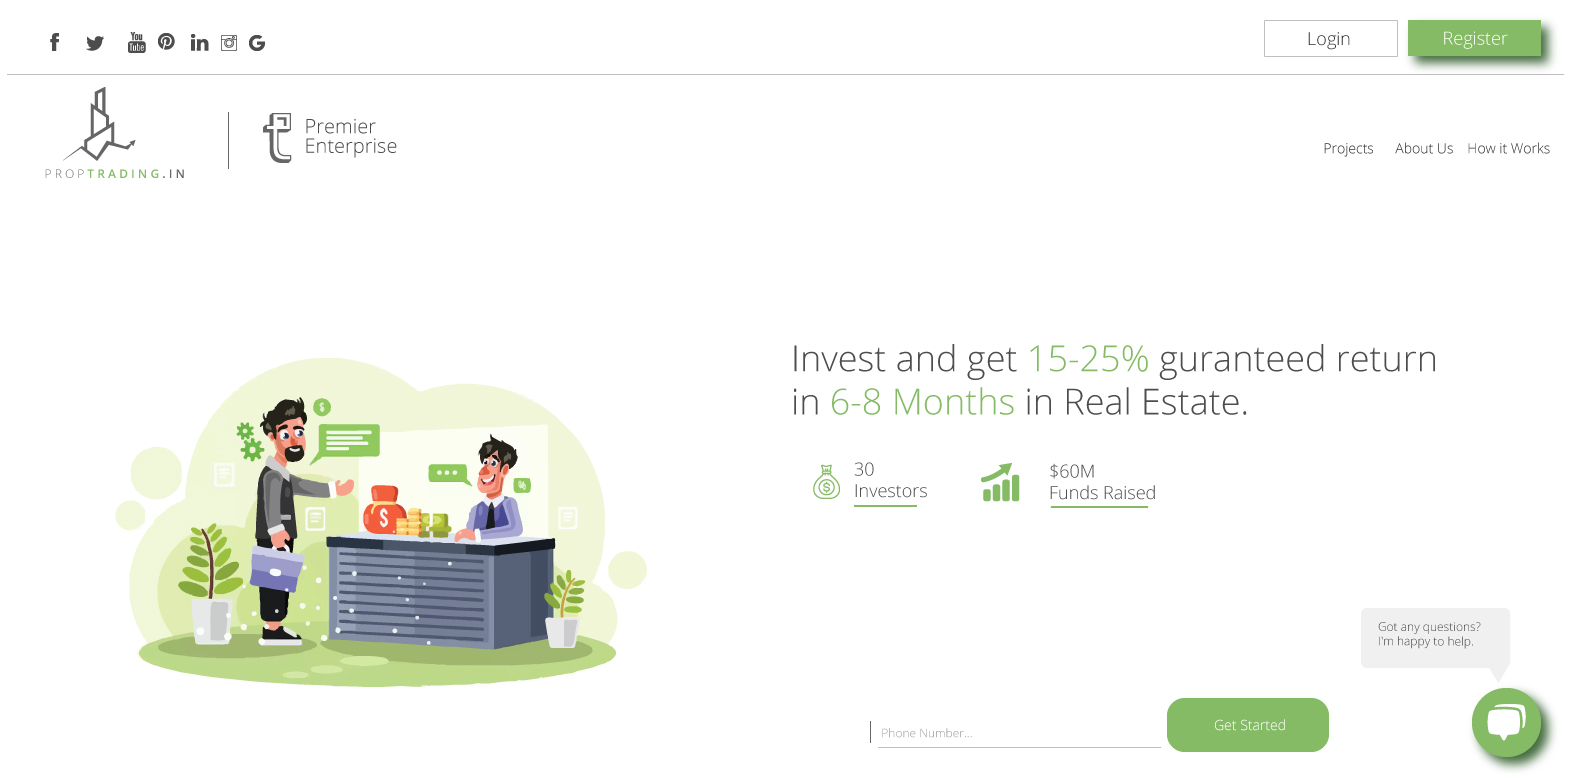 You
Tube
Login
Register
PROPTRADING.IN
Premier
Enterprise
Projects
About Us
How it Works
Invest and get 15-25% guranteed return
in 6-8 Months in Real Estate.
30
Investors
$60M
Funds Raised
Got any questions?
I'm happy to help.
Phone Number...
Get Started